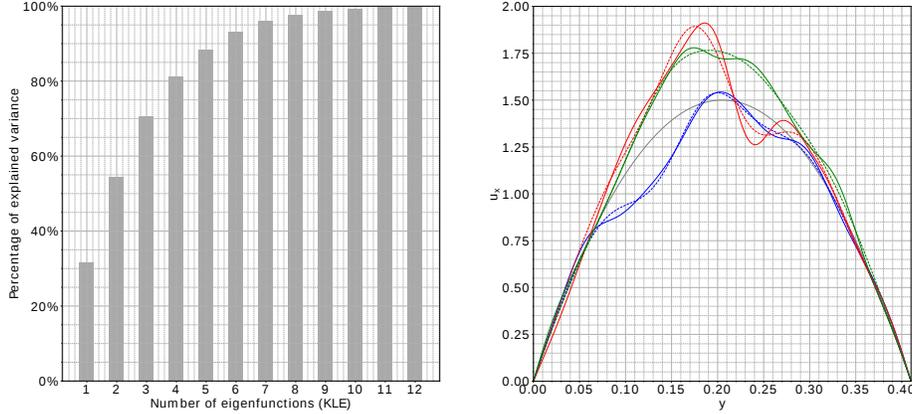 100%
80%
60%
40%
20%
0%
Percentage of explained variance
1 2 3 4 5 6 7 8 9 10 11 12
Number of eigenfunctions (KLE)
2.00
1.75
1.50
1.25
1.00
0.75
0.50
0.25
0.00
u_x
0.00 0.05 0.10 0.15 0.20 0.25 0.30 0.35 0.40
y